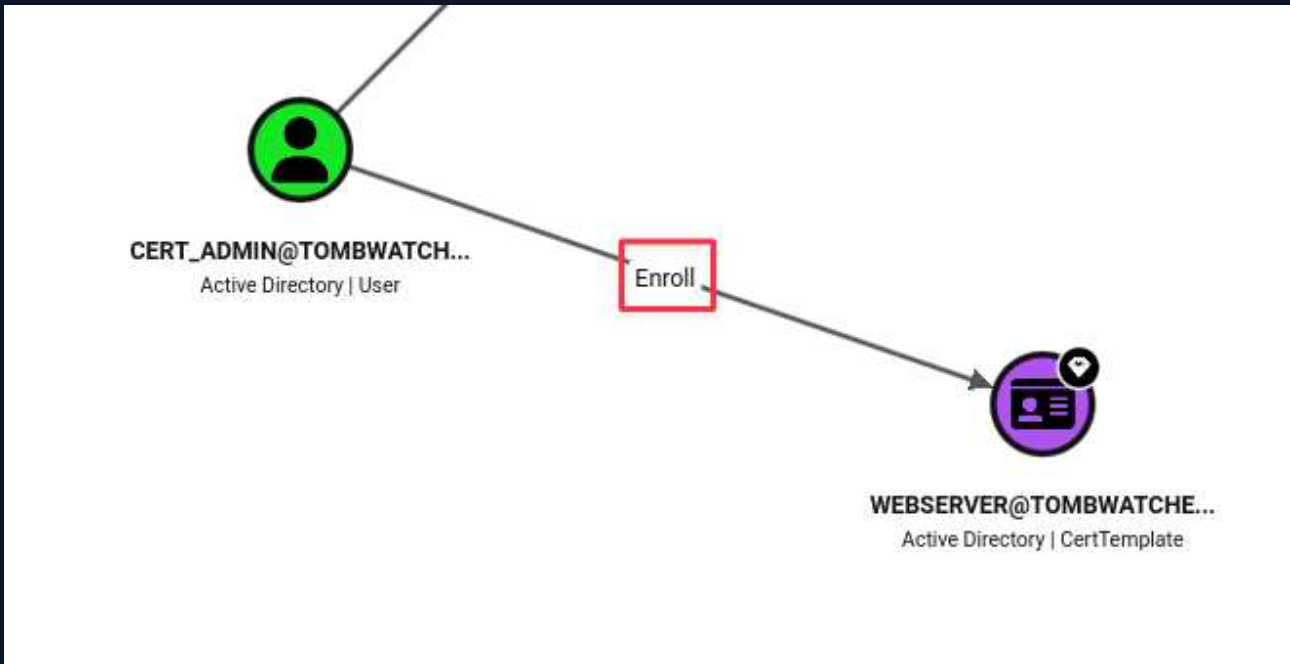 CERT_ADMIN@TOMBWATCH...
Active Directory | User
Enroll
WEBSERVER@TOMBWATCHE...
Active Directory | CertTemplate